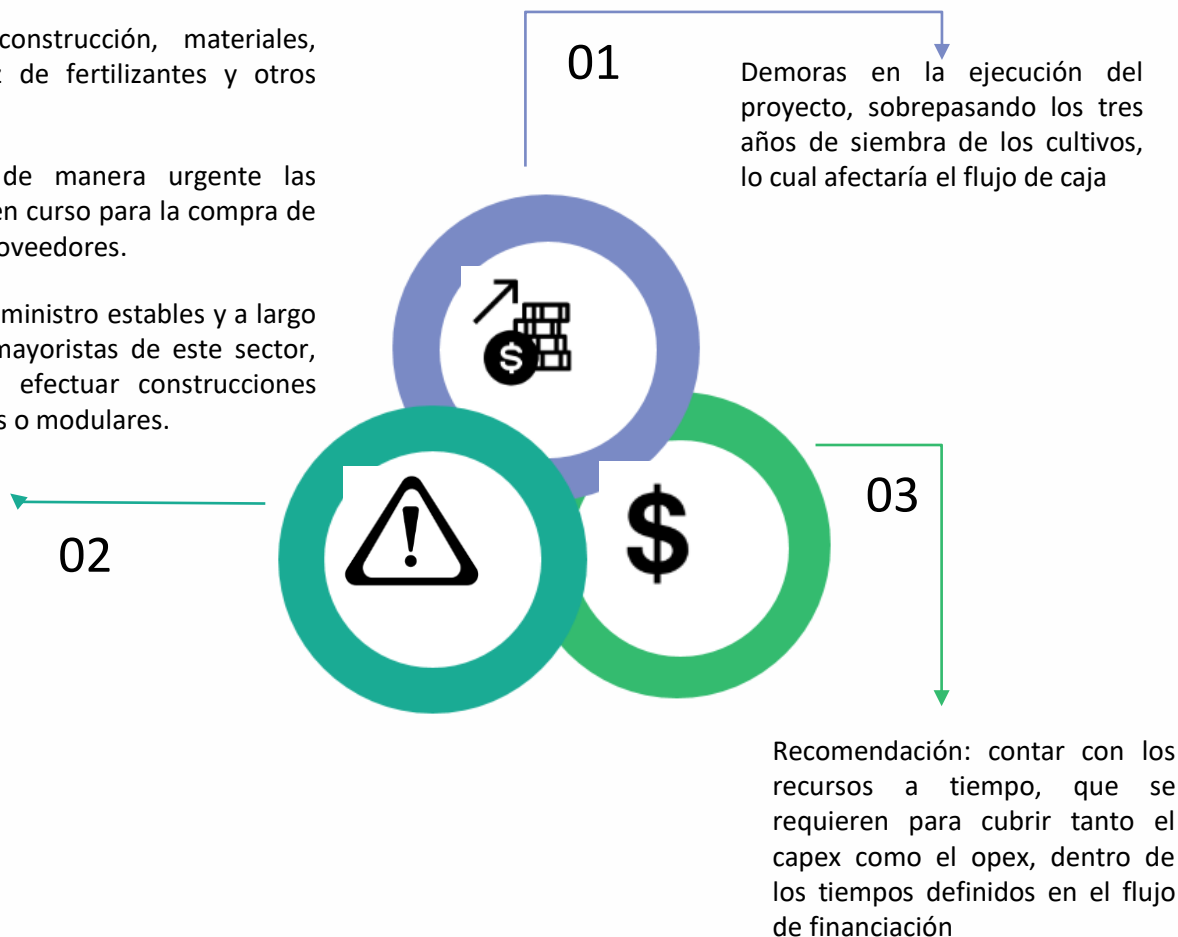 construcción, materiales,
de fertilizantes y otros
de manera urgente las
en curso para la compra de
estables y a largo
mayoristas de este sector,
efectuar construcciones
o modulares.
01
Demoras en la ejecución del
proyecto, sobrepasando los tres
años de siembra de los cultivos,
lo cual afectaría el flujo de caja
$
02
!
$
03
Recomendación: contar con los
recursos a tiempo, que se
requieren para cubrir tanto el
capex como el opex, dentro de
los tiempos definidos en el flujo
de financiación